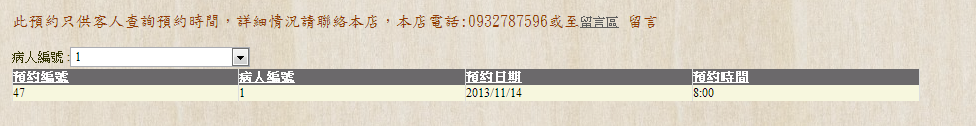 此預約只供客人查詢預約時間，詳細情況請聯絡本店，本店電話:0932787596或至留言區 留言
病人編號 :1
預約編號 病人編號 預約日期 預約時間
47 1 2013/11/14 8:00